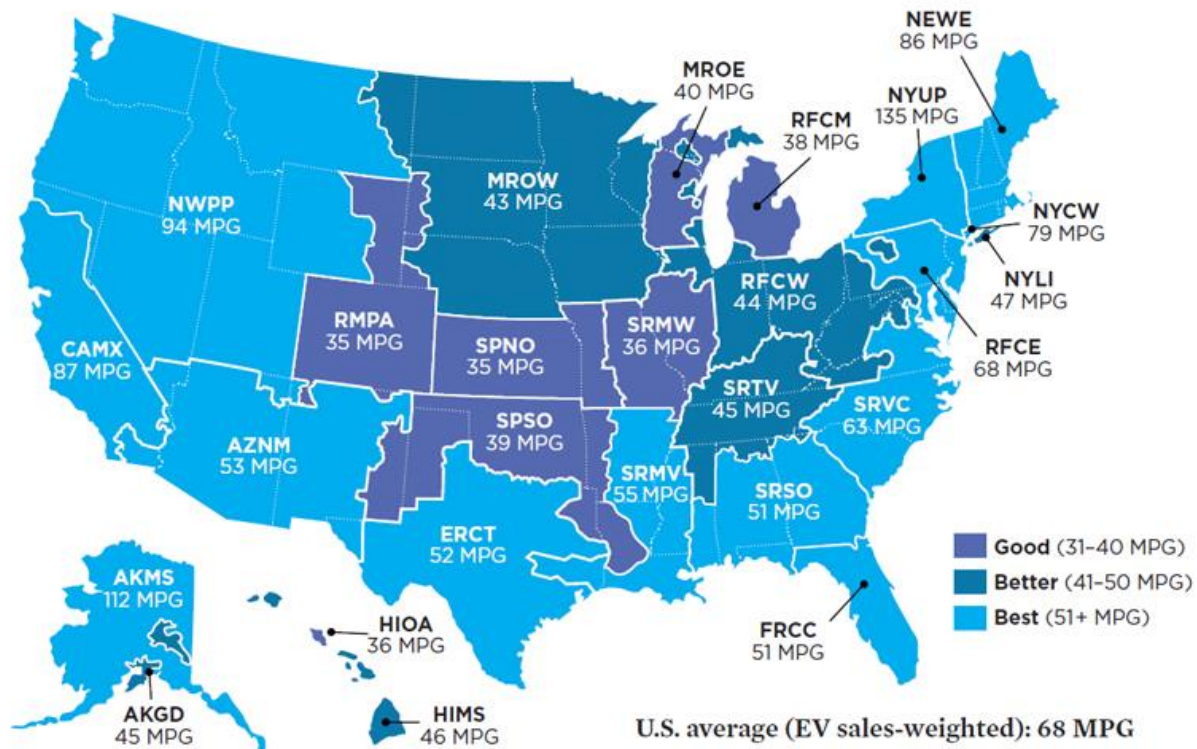 NEWE
86 MPG
MROE
40 MPG
NYUP
135 MPG
RFCM
38 MPG
MROW
43 MPG
NWPP
94 MPG
NYCW
79 MPG
NYLI
47 MPG
RFCW
44 MPG
RMPA
35 MPG
SRMW
36 MPG
SPNO
35 MPG
CAMX
87 MPG
RFCE
68 MPG
SRTV
45 MPG
SRVC
63 MPG
SPSO
39 MPG
AZNM
53 MPG
SRMV
55 MPG
SRSO
51 MPG
ERCT
52 MPG
Good (31–40 MPG)
Better (41–50 MPG)
Best (51+ MPG)
AKMS
112 MPG
HIOA
36 MPG
FRCC
51 MPG
AKGD
45 MPG
HIMS
46 MPG
U.S. average (EV sales-weighted): 68 MPG